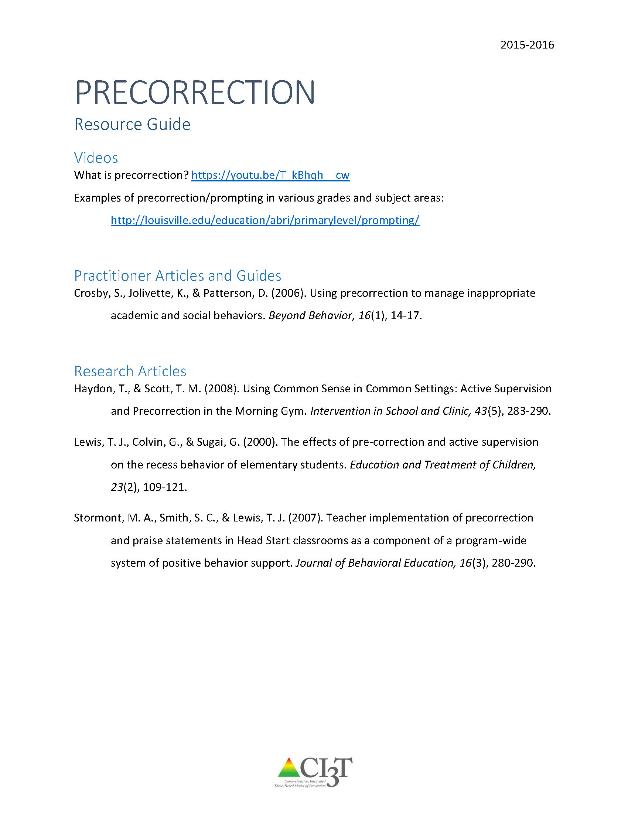 2015-2016
PRECORRECTION
Resource Guide
Videos
What is precorrection? https://youtu.be/T_kBhqh__cw
Examples of precorrection/prompting in various grades and subject areas:
http://louisville.edu/education/abri/primarylevel/prompting/
Practitioner Articles and Guides
Crosby, S., Jolivette, K., & Patterson, D. (2006). Using precorrection to manage inappropriate
academic and social behaviors. Beyond Behavior, 16(1), 14-17.
Research Articles
Haydon, T., & Scott, T. M. (2008). Using Common Sense in Common Settings: Active Supervision
and Precorrection in the Morning Gym. Intervention in School and Clinic, 43(5), 283-290.
Lewis, T. J., Colvin, G., & Sugai, G. (2000). The effects of pre-correction and active supervision
on the recess behavior of elementary students. Education and Treatment of Children,
23(2), 109-121.
Stormont, M. A., Smith, S. C., & Lewis, T. J. (2007). Teacher implementation of precorrection
and praise statements in Head Start classrooms as a component of a program-wide
system of positive behavior support. Journal of Behavioral Education, 16(3), 280-290.
CI3T